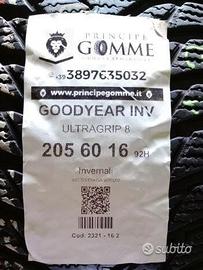 PRINCIPE
GOMME
+39 3897635032
www.principegomme.it
GOODYEAR INV
ULTRAGRIP 8
205 60 16 92H
Invernali
Cod. 2321 - 16 2
subito